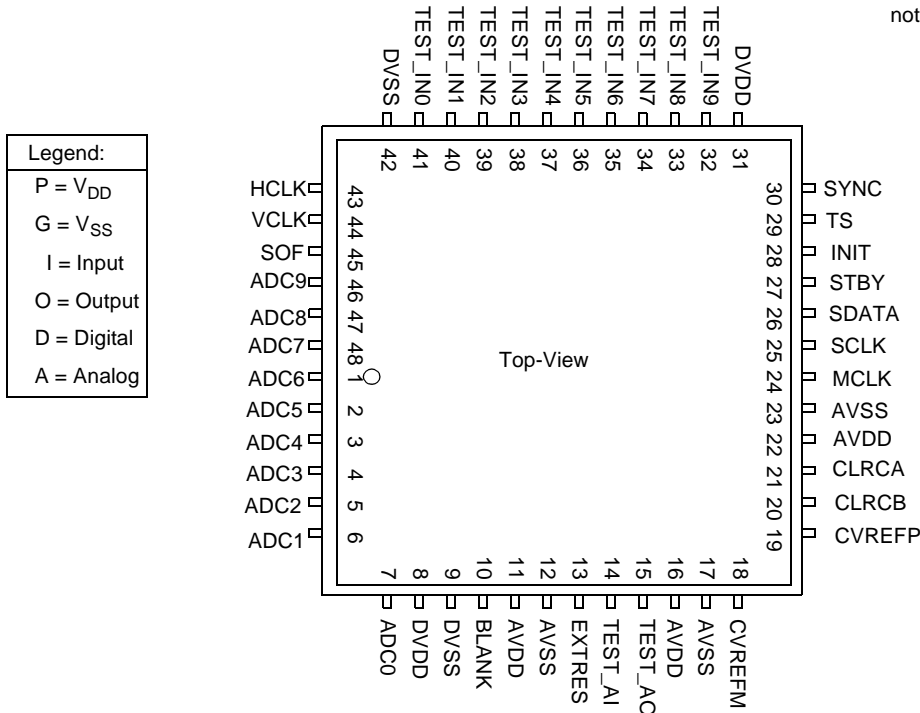 not
DVSS
TEST_IN0
TEST_IN1
TEST_IN2
TEST_IN3
TEST_IN4
TEST_IN5
TEST_IN6
TEST_IN7
TEST_IN8
TEST_IN9
DVDD
42
41
40
39
38
37
36
35
34
33
32
31
Legend:
P = VDD
G = VSS
I = Input
O = Output
D = Digital
A = Analog
HCLK 43
VCLK 44
SOF 45
ADC9 46
ADC8 47
ADC7 48
ADC6 1
ADC5 2
ADC4 3
ADC3 4
ADC2 5
ADC1 6
Top-View
30 SYNC
29 TS
28 INIT
27 STBY
26 SDATA
25 SCLK
24 MCLK
23 AVSS
22 AVDD
21 CLRCA
20 CLRCB
19 CVREFP
7
8
9
10
11
12
13
14
15
16
17
18
ADC0
DVDD
DVSS
BLANK
AVDD
AVSS
EXTRES
TEST_AI
TEST_AC
AVDD
AVSS
CVREFM